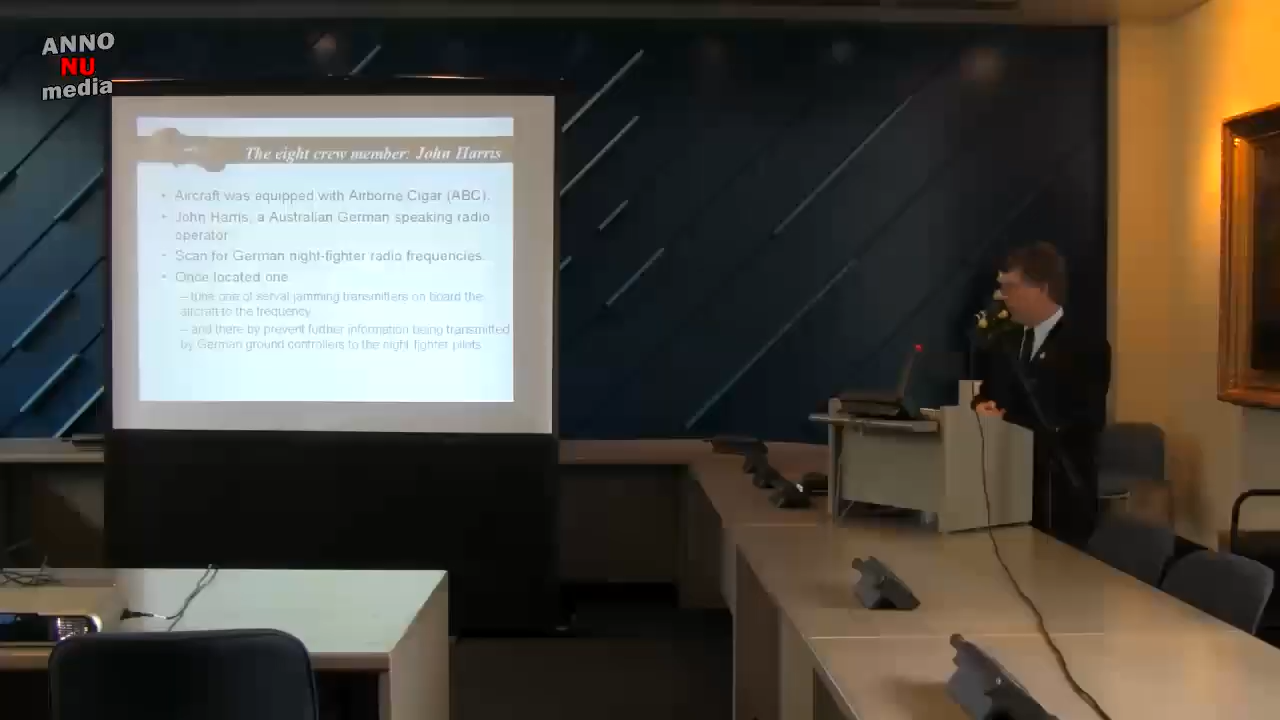 ANNO
NU
media
The eight crew member: John Harris
• Aircraft was equipped with Airborne Cigar (ABC).
• John Harris, a Australian German speaking radio
operator
• Scan for German night-fighter radio frequencies.
• Once located one
– tune one of serval jamming transmitters on board the
aircraft to the frequency
– and there by prevent further information being transmitted
by German ground controllers to the night fighter pilots